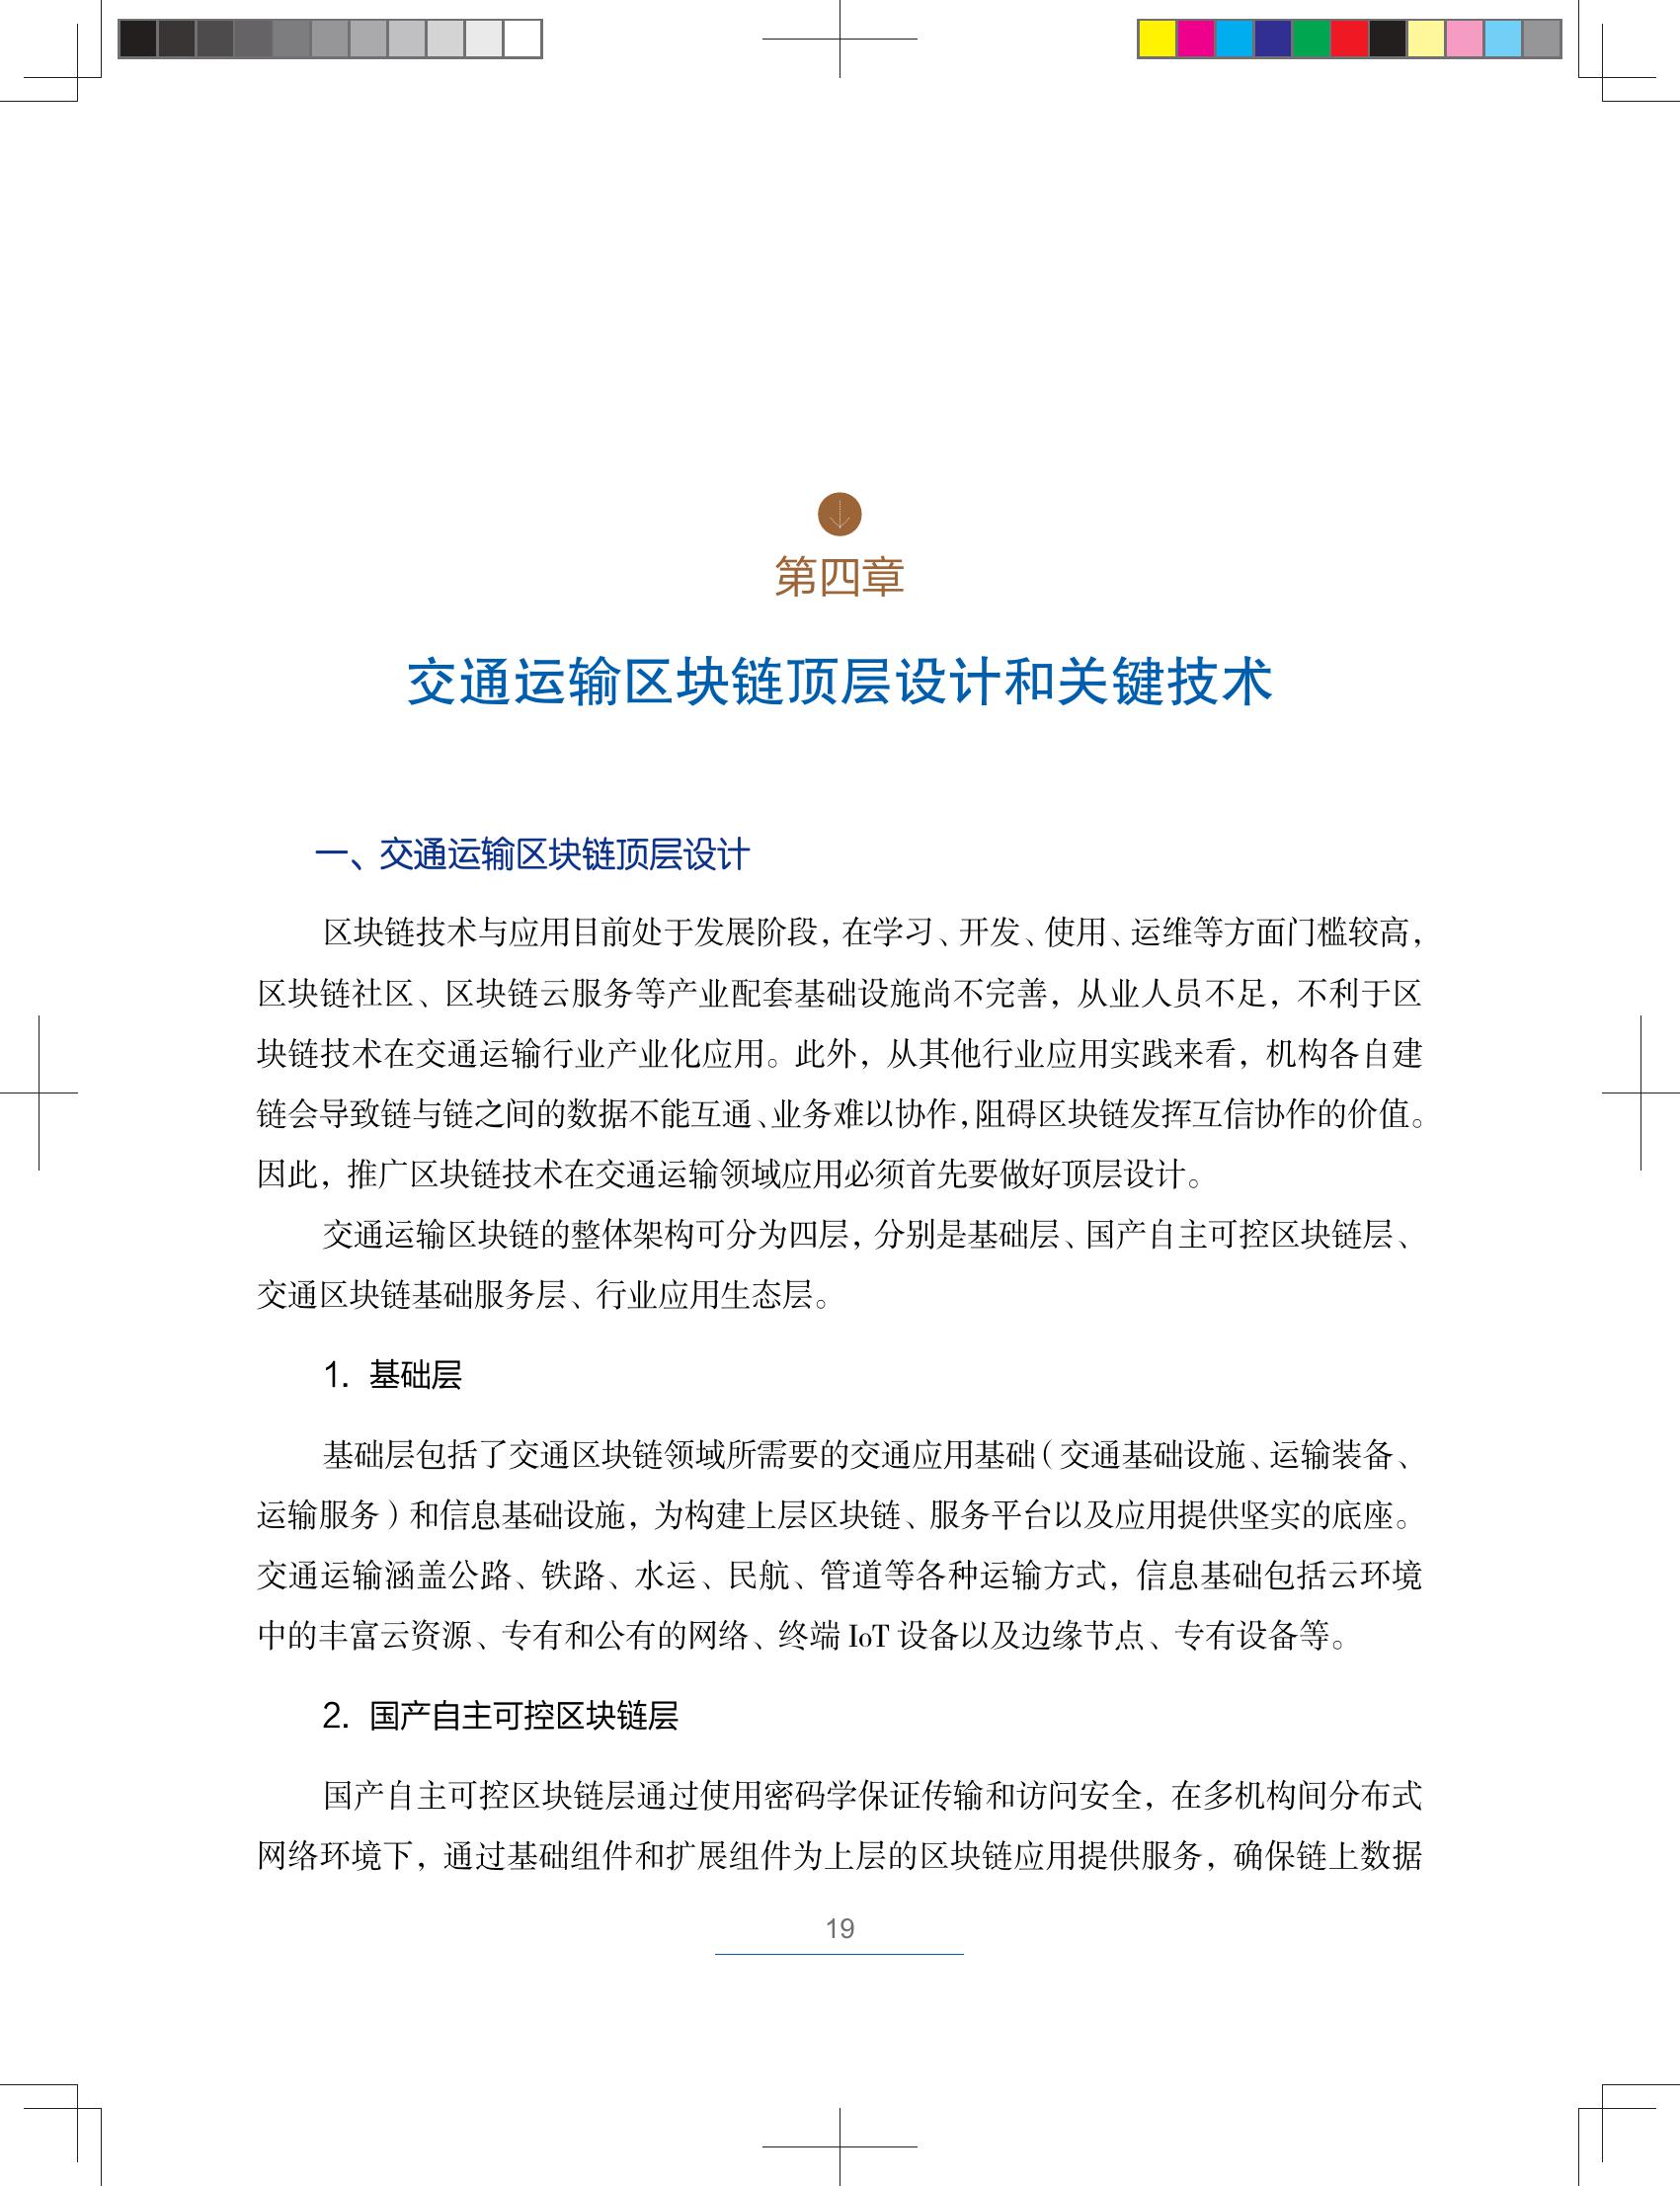 第四章
交通运输区块链顶层设计和关键技术
一、交通运输区块链顶层设计
区块链技术与应用目前处于发展阶段，在学习、开发、使用、运维等方面门槛较高，
区块链社区、区块链云服务等产业配套基础设施尚不完善，从业人员不足，不利于区
块链技术在交通运输行业产业化应用。此外，从其他行业应用实践来看，机构各自建
链会导致链与链之间的数据不能互通、业务难以协作，阻碍区块链发挥互信协作的价值。
因此，推广区块链技术在交通运输领域应用必须首先要做好顶层设计。
交通运输区块链的整体架构可分为四层，分别是基础层、国产自主可控区块链层、
交通区块链基础服务层、行业应用生态层。
1. 基础层
基础层包括了交通区块链领域所需要的交通应用基础（交通基础设施、运输装备、
运输服务）和信息基础设施，为构建上层区块链、服务平台以及应用提供坚实的底座。
交通运输涵盖公路、铁路、水运、民航、管道等各种运输方式，信息基础包括云环境
中的丰富云资源、专有和公有的网络、终端 IoT 设备以及边缘节点、专有设备等。
2. 国产自主可控区块链层
国产自主可控区块链层通过使用密码学保证传输和访问安全，在多机构间分布式
网络环境下，通过基础组件和扩展组件为上层的区块链应用提供服务，确保链上数据
19